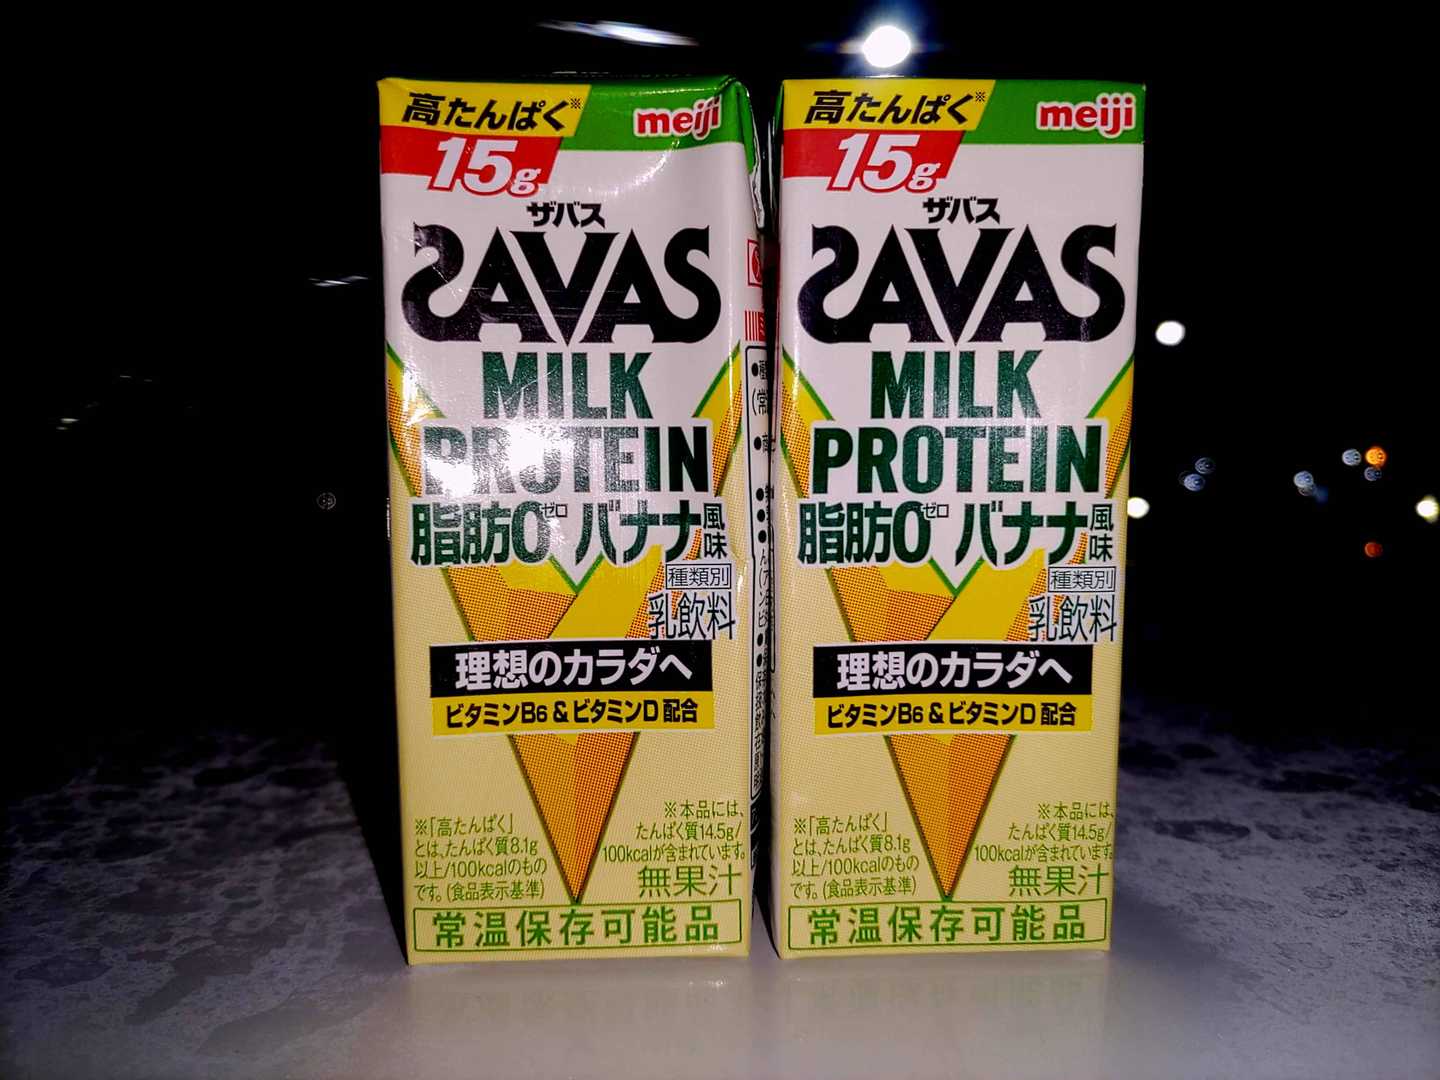 高たんぱく※
meiji
15g
ザバス
SAVAS
MILK
PROTEIN
脂肪0ゼロ バナナ風味
種類別
乳飲料
理想のカラダへ
ビタミンB6&ビタミンD配合
※「高たんぱく」
とは、たんぱく質8.1g
以上/100kcalのもの
です。(食品表示基準)
※本品には、
たんぱく質14.5g/
100kcalが含まれています。
無果汁
常温保存可能品
高たんぱく※
meiji
15g
ザバス
SAVAS
MILK
PROTEIN
脂肪0ゼロ バナナ風味
種類別
乳飲料
理想のカラダへ
ビタミンB6&ビタミンD配合
※「高たんぱく」
とは、たんぱく質8.1g
以上/100kcalのもの
です。(食品表示基準)
※本品には、
たんぱく質14.5g/
100kcalが含まれています。
無果汁
常温保存可能品